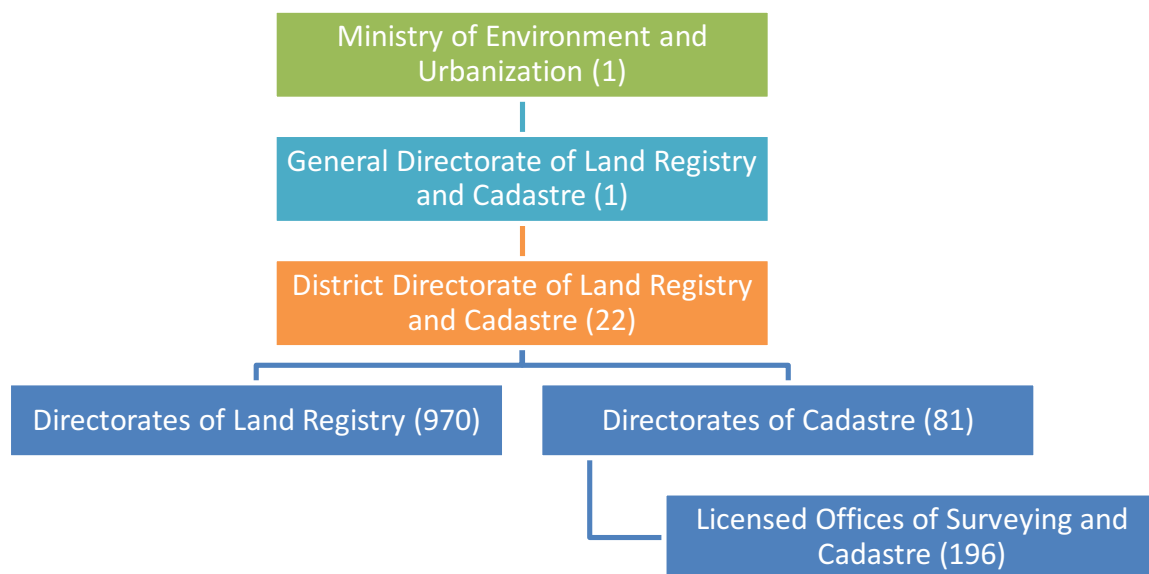 Ministry of Environment and
Urbanization (1)
General Directorate of Land Registry
and Cadastre (1)
District Directorate of Land Registry
and Cadastre (22)
Directorates of Land Registry (970)
Directorates of Cadastre (81)
Licensed Offices of Surveying and
Cadastre (196)